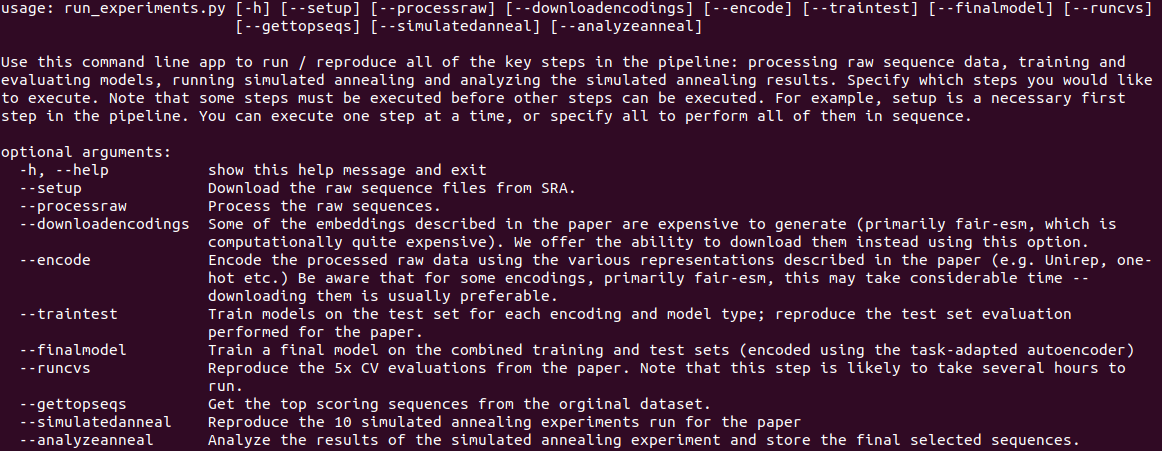 usage: run_experiments.py [-h] [--setup] [--processraw] [--downloadencodings] [--encode] [--traintest] [--finalmodel] [--runcvs]
[--gettopseqs] [--simulatedanneal] [--analyzeanneal]
Use this command line app to run / reproduce all of the key steps in the pipeline: processing raw sequence data, training and
evaluating models, running simulated annealing and analyzing the simulated annealing results. Specify which steps you would like
to execute. Note that some steps must be executed before other steps can be executed. For example, setup is a necessary first
step in the pipeline. You can execute one step at a time, or specify all to perform all of them in sequence.
optional arguments:
-h, --help show this help message and exit
--setup Download the raw sequence files from SRA.
--processraw Process the raw sequences.
--downloadencodings Some of the embeddings described in the paper are expensive to generate (primarily fair-esm, which is
computationally quite expensive). We offer the ability to download them instead using this option.
--encode Encode the processed raw data using the various representations described in the paper (e.g. Unirep, one-
hot etc.) Be aware that for some encodings, primarily fair-esm, this may take considerable time --
downloading them is usually preferable.
--traintest Train models on the test set for each encoding and model type; reproduce the test set evaluation
performed for the paper.
--finalmodel Train a final model on the combined training and test sets (encoded using the task-adapted autoencoder)
--runcvs Reproduce the 5x CV evaluations from the paper. Note that this step is likely to take several hours to
run.
--gettopseqs Get the top scoring sequences from the orgiinal dataset.
--simulatedanneal Reproduce the 10 simulated annealing experiments run for the paper
--analyzeanneal Analyze the results of the simulated annealing experiment and store the final selected sequences.